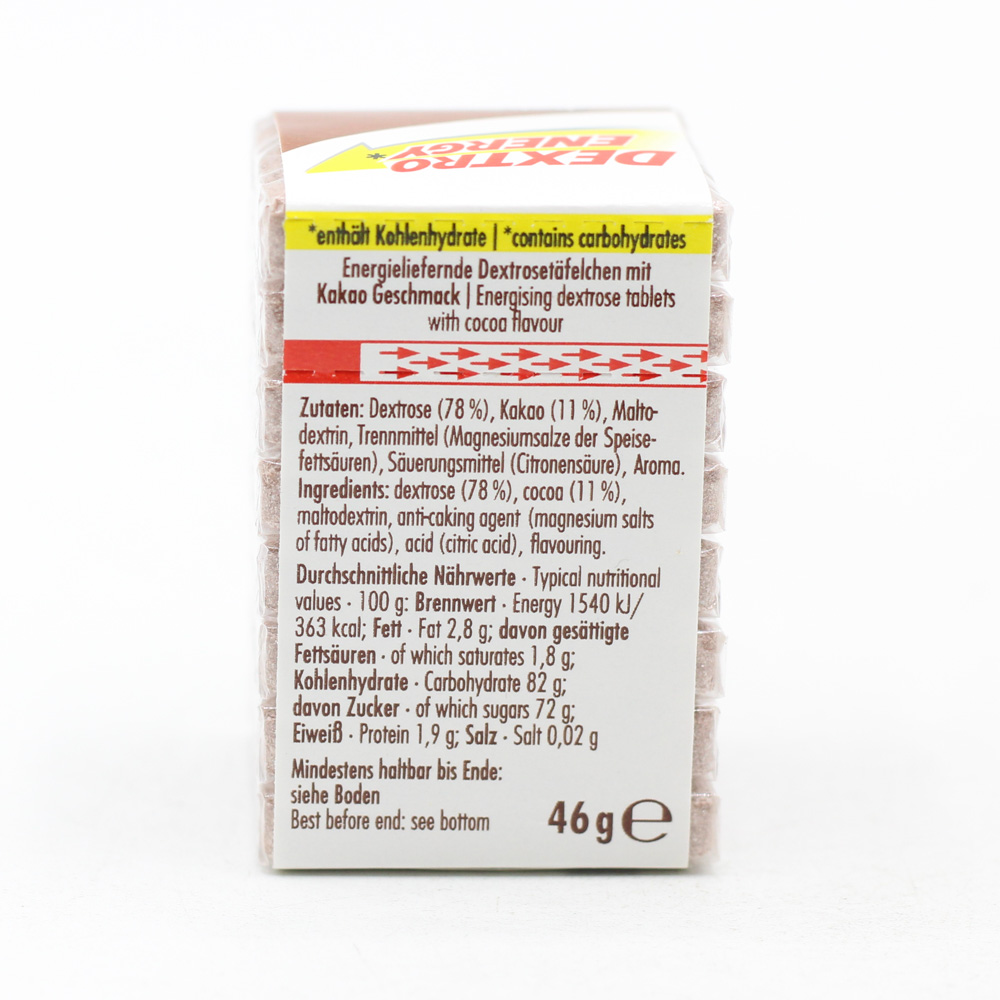 DEXTRO*
ENERGY
*enthält Kohlenhydrate | *contains carbohydrates
Energieliefernde Dextrosetäfelchen mit
Kakao Geschmack | Energising dextrose tablets
with cocoa flavour
Zutaten: Dextrose (78 %), Kakao (11 %), Malto-
dextrin, Trennmittel (Magnesiumsalze der Speise-
fettsäuren), Säuerungsmittel (Citronensäure), Aroma.
Ingredients: dextrose (78 %), cocoa (11 %),
maltodextrin, anti-caking agent (magnesium salts
of fatty acids), acid (citric acid), flavouring.
Durchschnittliche Nährwerte · Typical nutritional
values · 100 g: Brennwert · Energy 1540 kJ/
363 kcal; Fett · Fat 2,8 g; davon gesättigte
Fettsäuren · of which saturates 1,8 g;
Kohlenhydrate · Carbohydrate 82 g;
davon Zucker · of which sugars 72 g;
Eiweiß · Protein 1,9 g; Salz · Salt 0,02 g
Mindestens haltbar bis Ende:
siehe Boden
Best before end: see bottom
46 g ℮